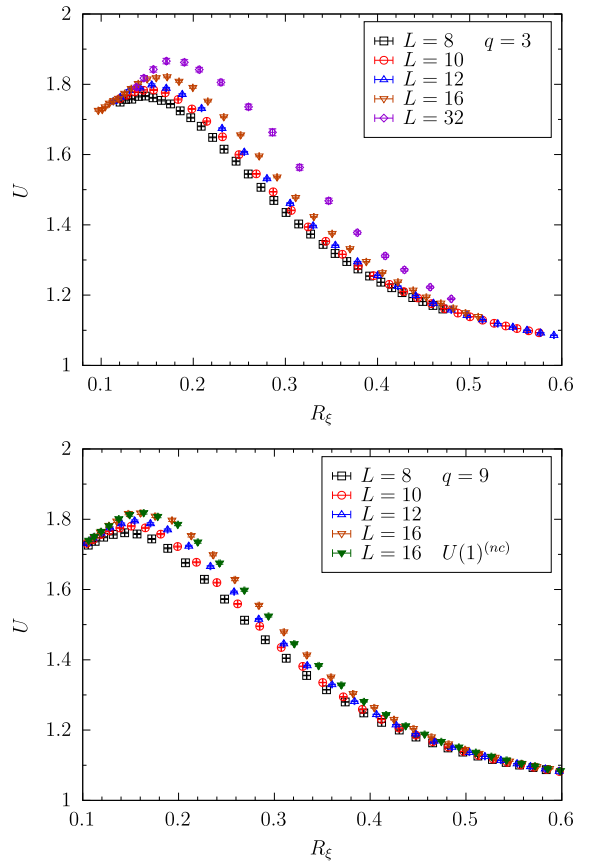 2
1.8
1.6
1.4
1.2
1
U
0.1 0.2 0.3 0.4 0.5 0.6
R_ξ
L = 8 q = 3
L = 10
L = 12
L = 16
L = 32
2
1.8
1.6
1.4
1.2
1
U
0.1 0.2 0.3 0.4 0.5 0.6
R_ξ
L = 8 q = 9
L = 10
L = 12
L = 16
L = 16 U(1)^(nc)